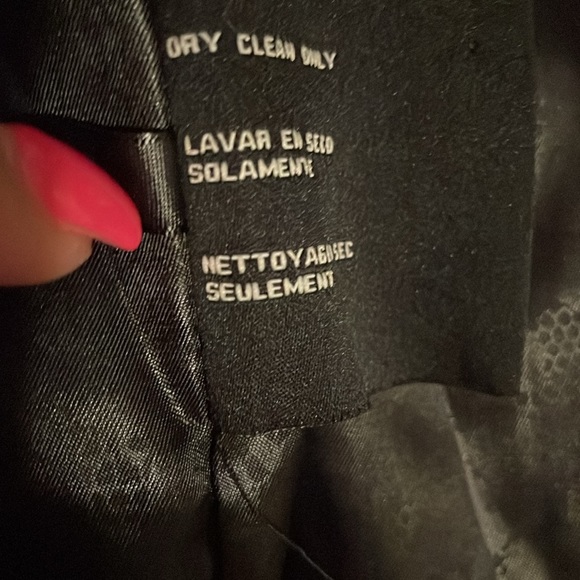 DRY CLEAN ONLY
LAVAR EN SECO
SOLAMENTE
NETTOYAGE SEC
SEULEMENT